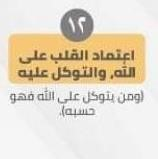 ١٢
اعتماد القلب على
الله، والتوكل عليه
(ومن يتوكل على الله فهو
حسبه).